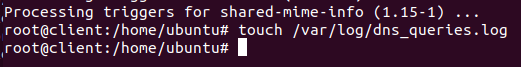 Processing triggers for shared-mime-info (1.15-1) ...
root@client:/home/ubuntu# touch /var/log/dns_queries.log
root@client:/home/ubuntu#